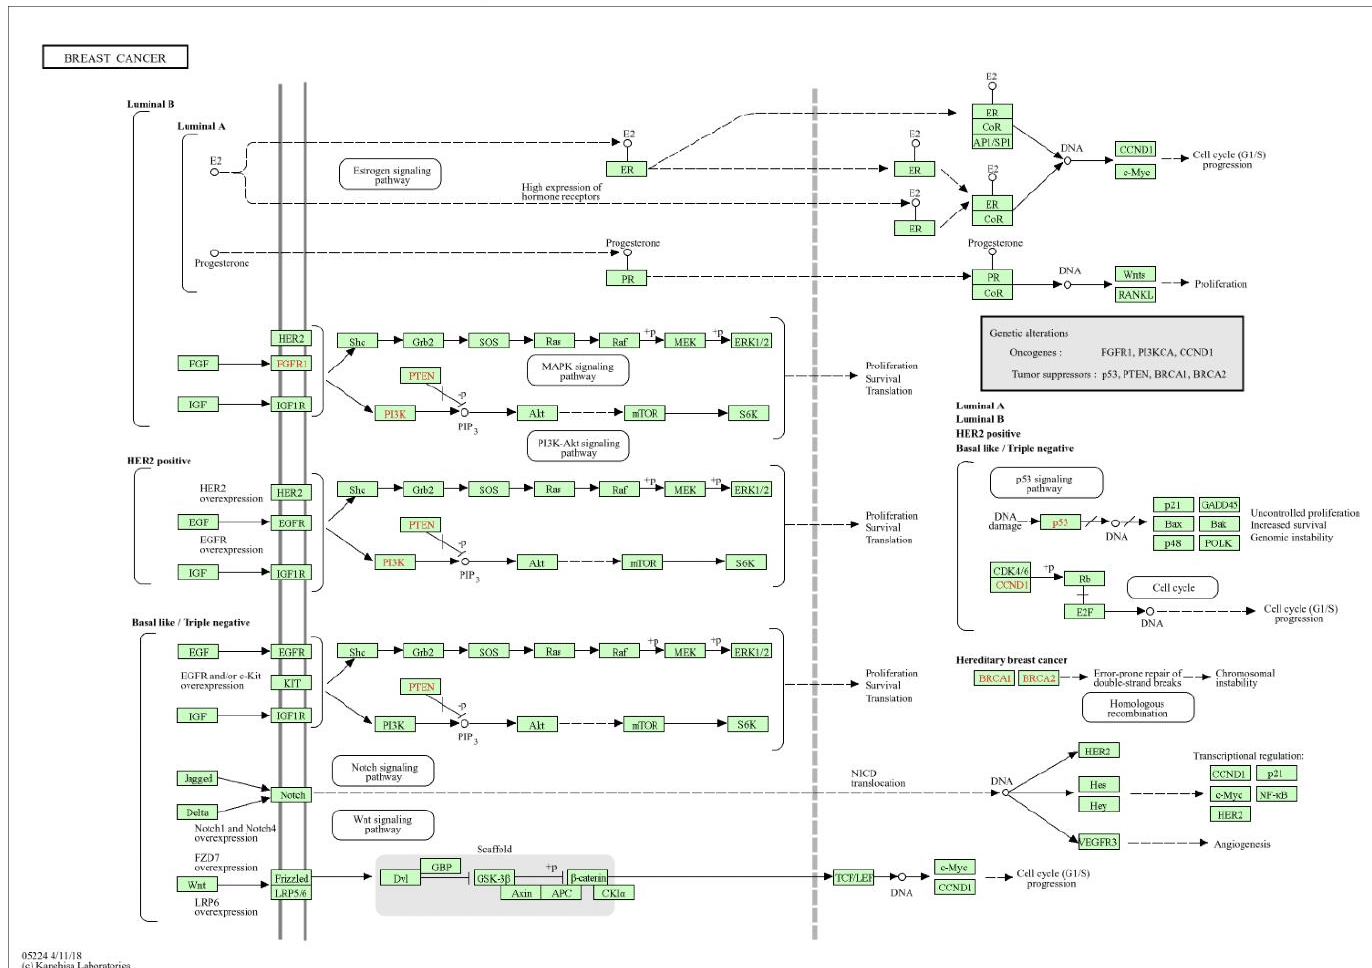 BREAST CANCER
Luminal B
Luminal A
E2
Estrogen signaling
pathway
High expression of
hormone receptors
E2
ER
E2
ER
E2
ER
E2
ER
CoR
AP1/SP1
E2
ER
CoR
DNA
CCND1
c-Myc
Cell cycle (G1/S)
progression
Progesterone
Progesterone
PR
Progesterone
PR
CoR
DNA
Wnts
RANKL
Proliferation
HER2
FGF
FGFR1
IGF
IGF1R
Shc
Grb2
SOS
Ras
Raf
+p
MEK
+p
ERK1/2
MAPK signaling
pathway
PTEN
-p
PI3K
PIP3
Akt
mTOR
S6K
PI3K-Akt signaling
pathway
Proliferation
Survival
Translation
Genetic alterations
Oncogenes : FGFR1, PI3KCA, CCND1
Tumor suppressors : p53, PTEN, BRCA1, BRCA2
HER2 positive
HER2
overexpression
HER2
EGF
EGFR
EGFR
overexpression
IGF
IGF1R
Shc
Grb2
SOS
Ras
Raf
+p
MEK
+p
ERK1/2
PTEN
-p
PI3K
PIP3
Akt
mTOR
S6K
Proliferation
Survival
Translation
Luminal A
Luminal B
HER2 positive
Basal like / Triple negative
p53 signaling
pathway
DNA
damage
p53
DNA
p21
GADD45
Bax
Bak
p48
POLK
Uncontrolled proliferation
Increased survival
Genomic instability
CDK4/6
CCND1
+p
Rb
E2F
Cell cycle
DNA
Cell cycle (G1/S)
progression
Basal like / Triple negative
EGF
EGFR
EGFR and/or c-Kit
overexpression
KIT
IGF
IGF1R
Shc
Grb2
SOS
Ras
Raf
+p
MEK
+p
ERK1/2
PTEN
-p
PI3K
PIP3
Akt
mTOR
S6K
Proliferation
Survival
Translation
Hereditary breast cancer
BRCA1
BRCA2
Error-prone repair of
double-strand breaks
Chromosomal
instability
Homologous
recombination
Jagged
Delta
Notch
Notch1 and Notch4
overexpression
Notch signaling
pathway
NICD
translocation
DNA
HER2
Hes
Hey
VEGFR3
Transcriptional regulation:
CCND1
p21
c-Myc
NF-κB
HER2
Angiogenesis
Wnt signaling
pathway
FZD7
overexpression
Wnt
LRP6
overexpression
Frizzled
LRP5/6
Scaffold
Dvl
GBP
GSK-3β
+p
β-catenin
Axin
APC
CKIα
TCF/LEF
DNA
c-Myc
CCND1
Cell cycle (G1/S)
progression
05224 4/11/18
(c) Kanehisa Laboratories